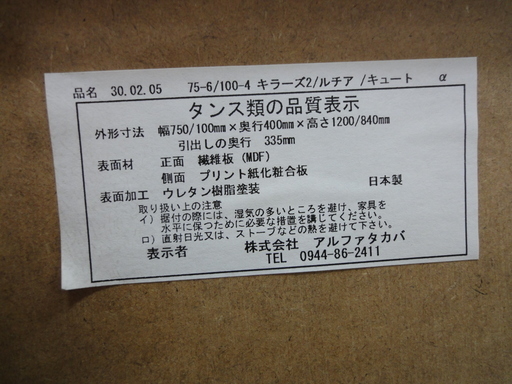 品名 30.02.05 75-6/100-4 キラーズ2/ルチア /キュート α
タンス類の品質表示
外形寸法 幅750/100mm×奥行400mm×高さ1200/840mm
引出しの奥行 335mm
表面材 正面 繊維板(MDF)
側面 プリント紙化粧合板
表面加工 ウレタン樹脂塗装 日本製
取り扱い上の注意
イ）据付の際には、湿気の多いところを避け、家具を
水平に保つために必要な措置を講じてください。
ロ）直射日光又は、ストーブなどの熱を避けて下さい。
表示者 株式会社 アルファタカバ
TEL 0944-86-2411